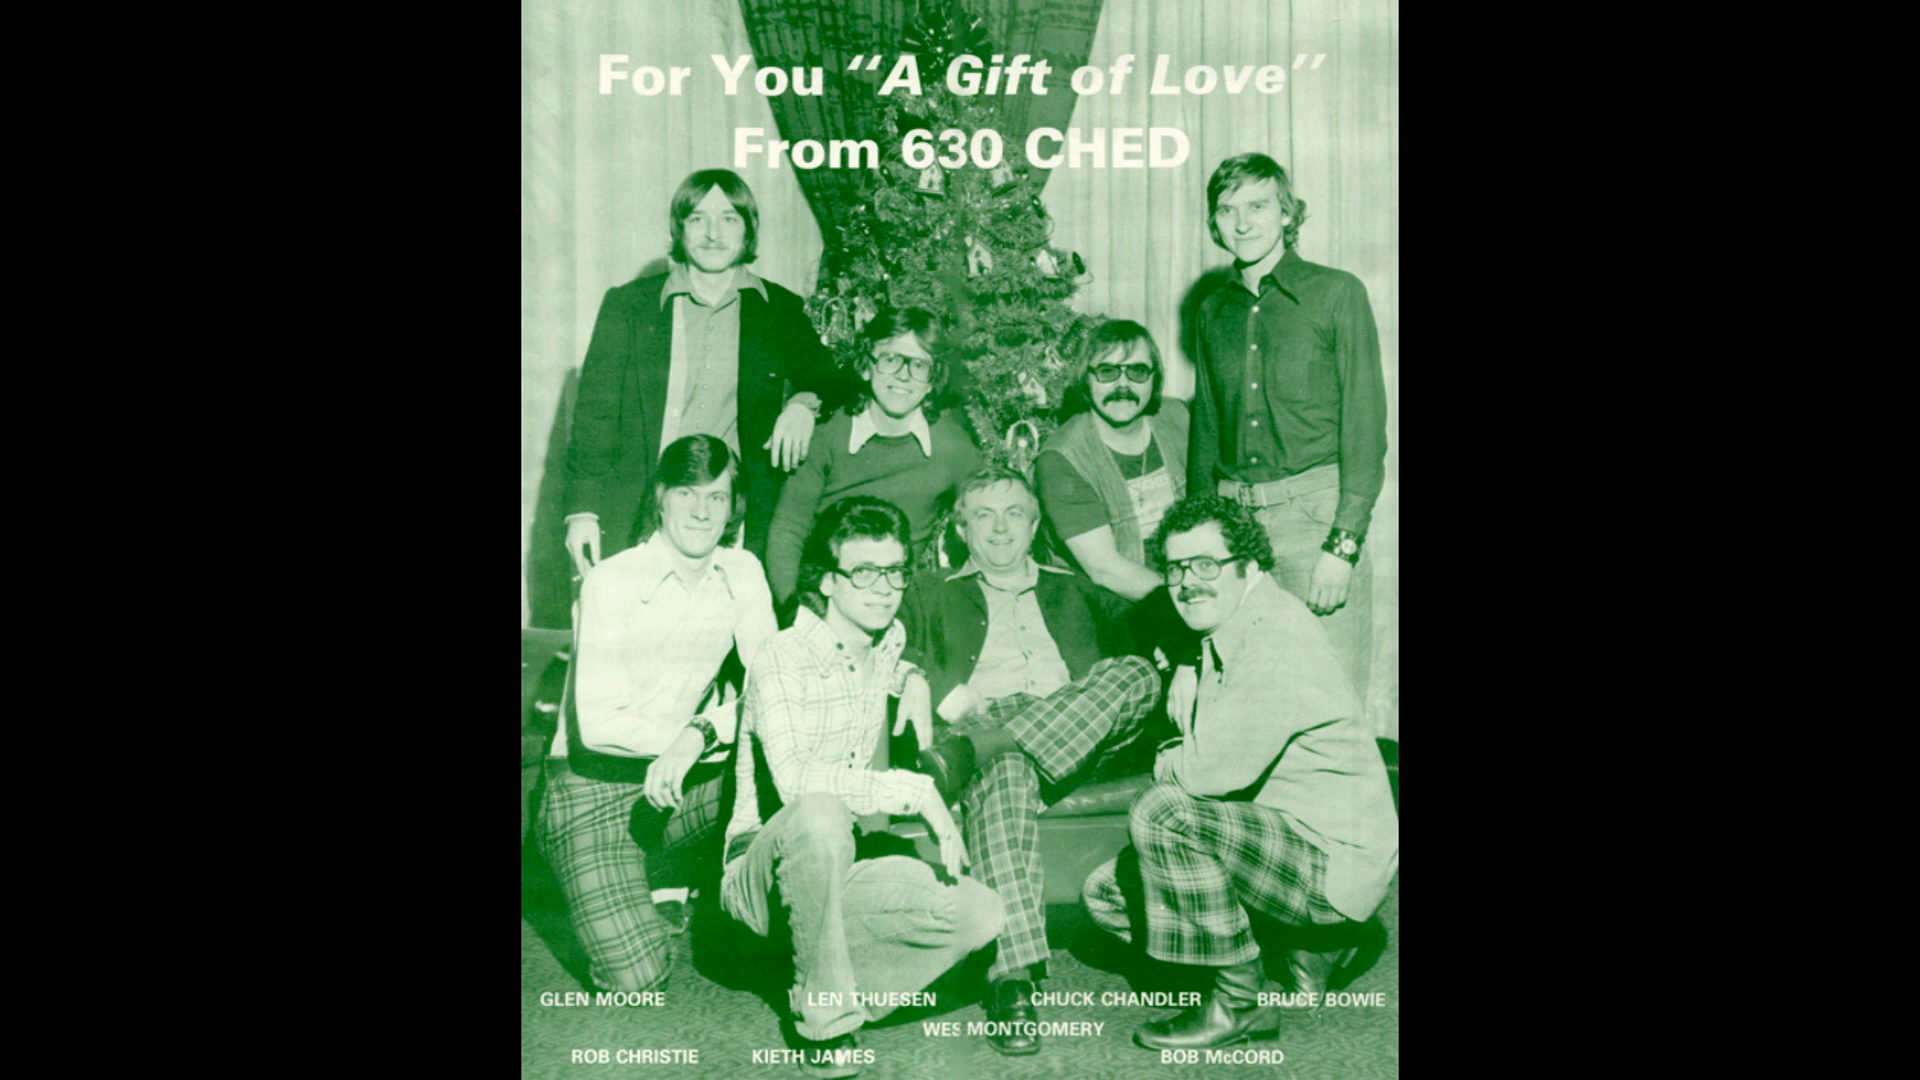 For You "A Gift of Love"
From 630 CHED
GLEN MOORE LEN THUESEN CHUCK CHANDLER BRUCE BOWIE
WES MONTGOMERY
ROB CHRISTIE KIETH JAMES BOB McCORD